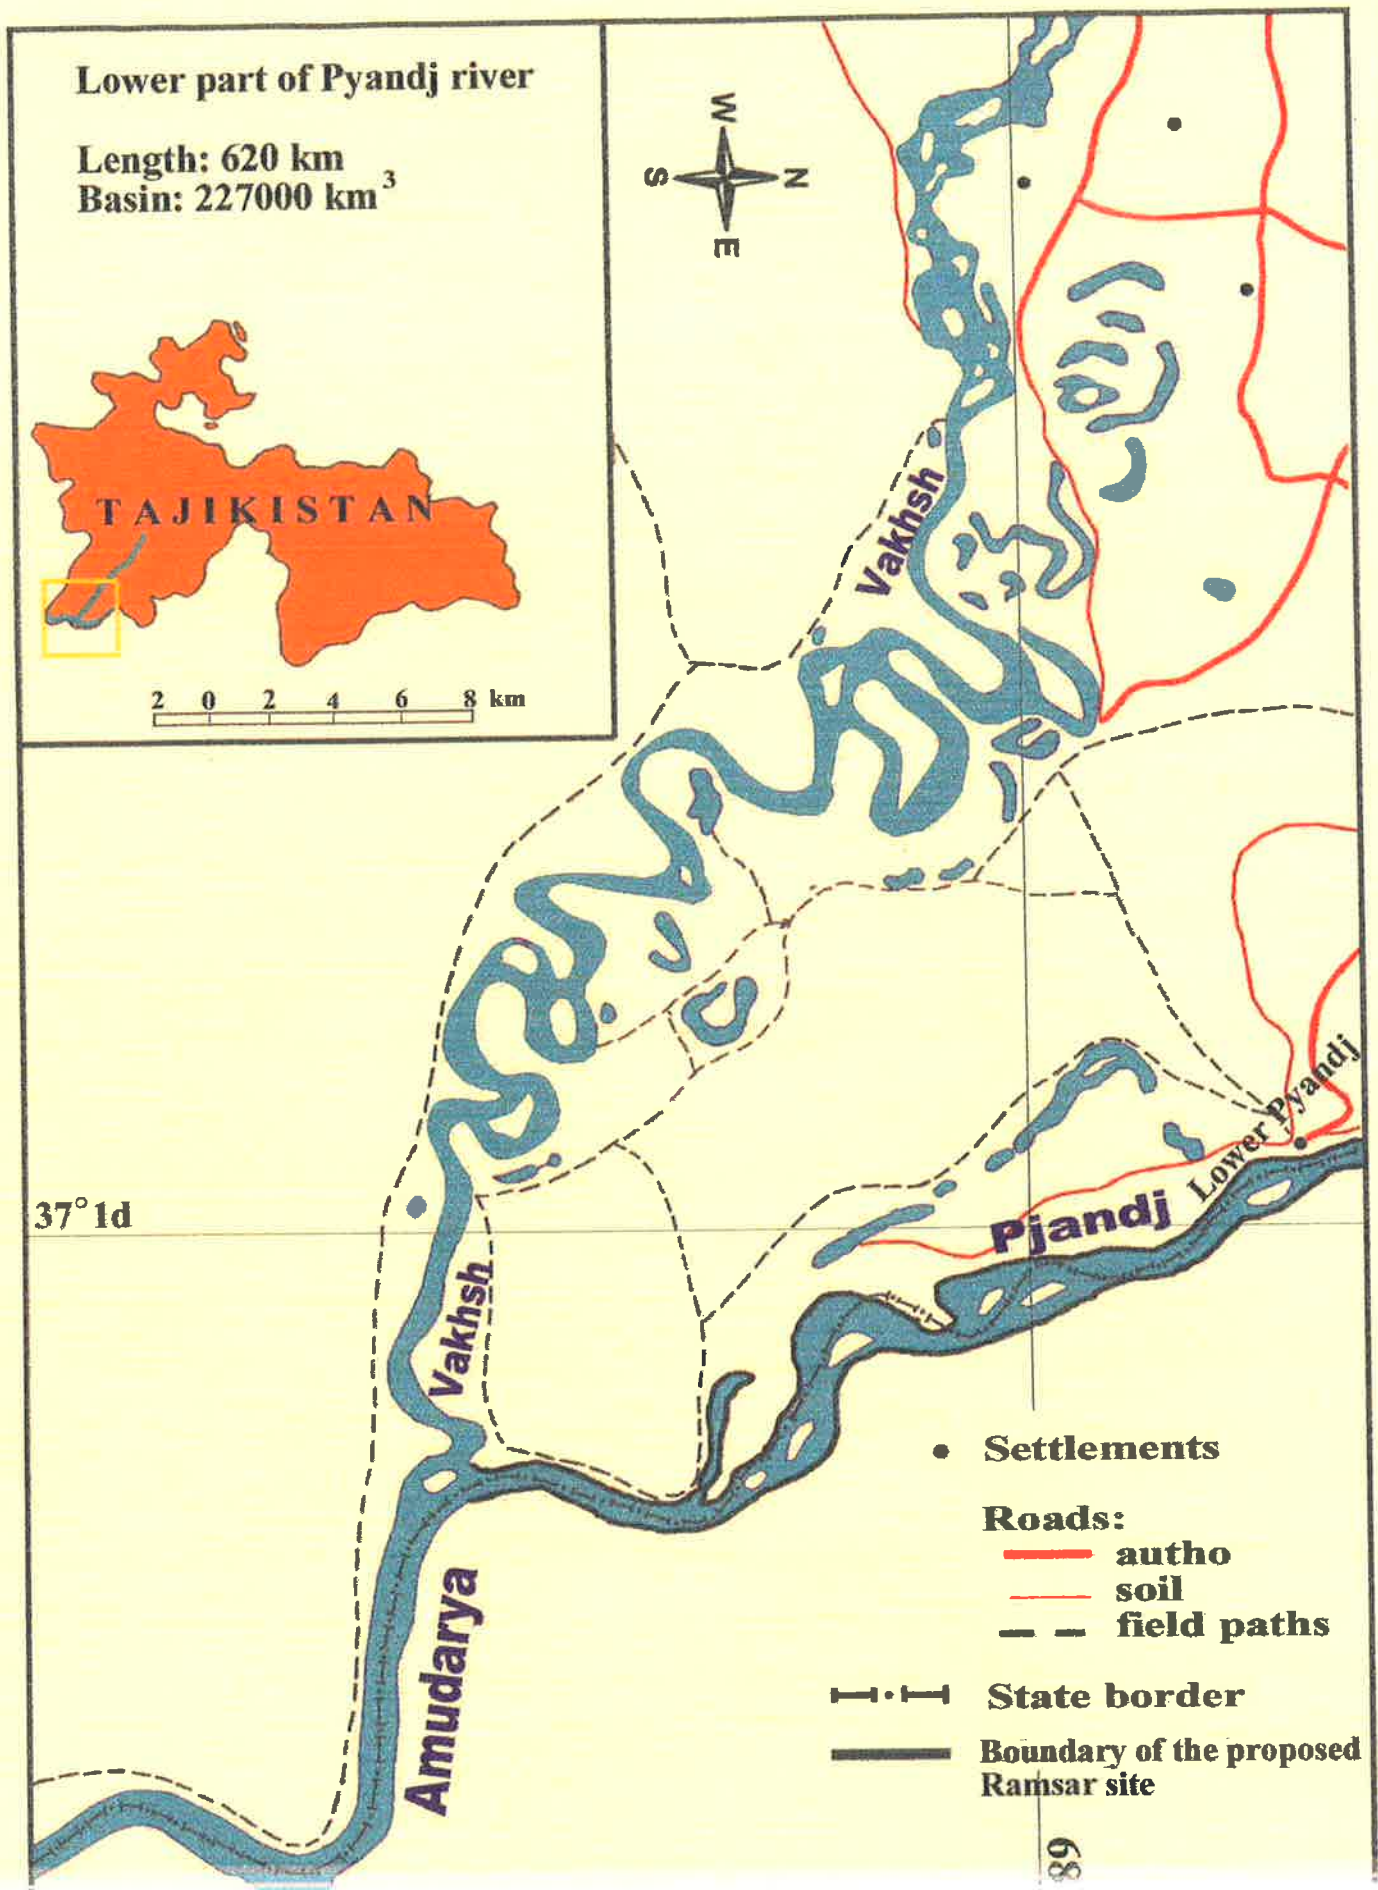 Lower part of Pyandj river
Length: 620 km
Basin: 227000 km³
W
S
N
E
TAJIKISTAN
2 0 2 4 6 8 km
Vakhsh
37°1d
Lower Pyandj
Pjandj
Vakhsh
Amudarya
Settlements
Roads:
autho
soil
field paths
State border
Boundary of the proposed
Ramsar site
89